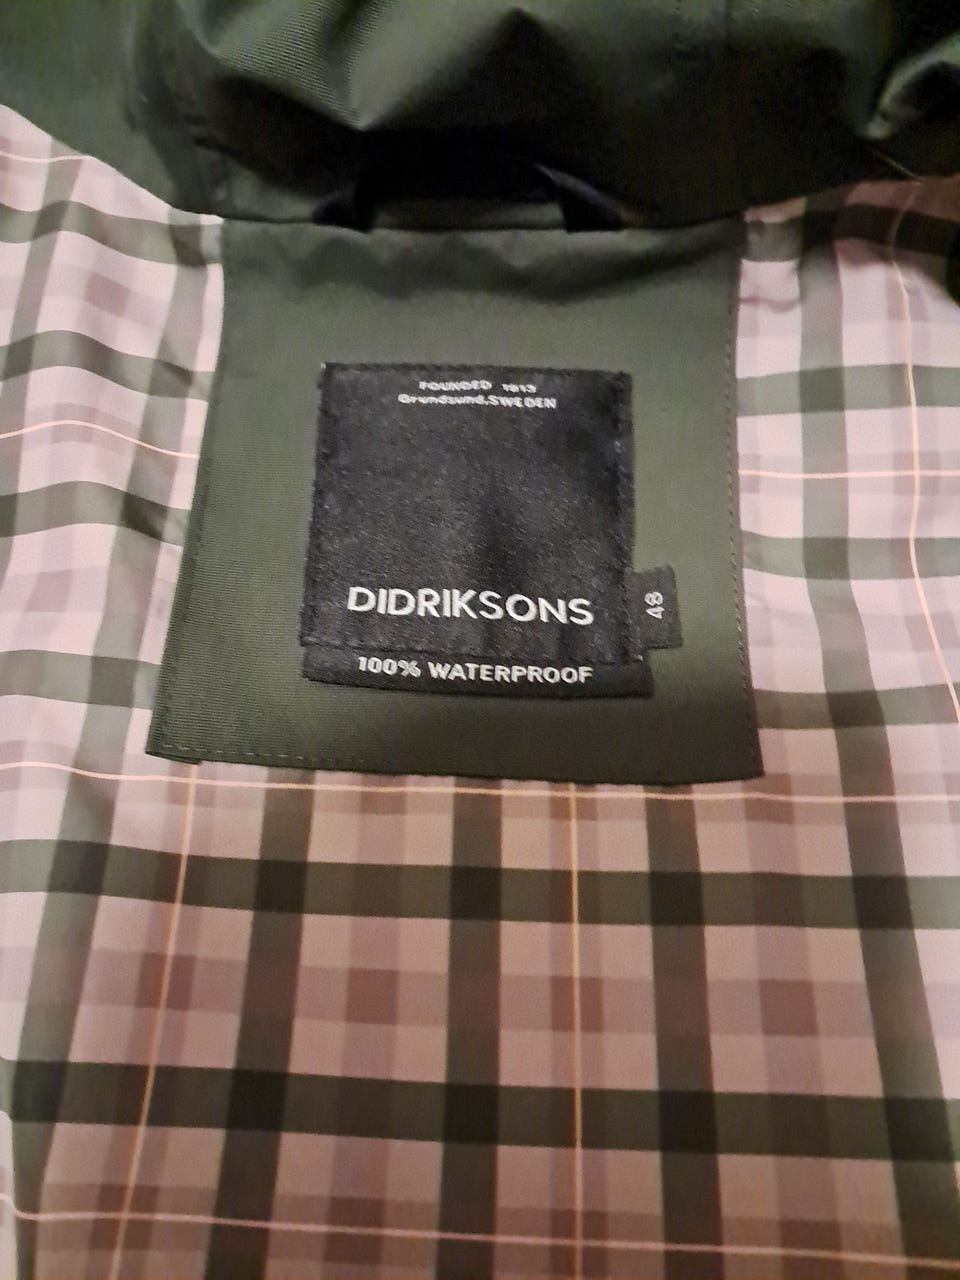 FOUNDED 1913
Grundsund, SWEDEN
DIDRIKSONS
48
100% WATERPROOF